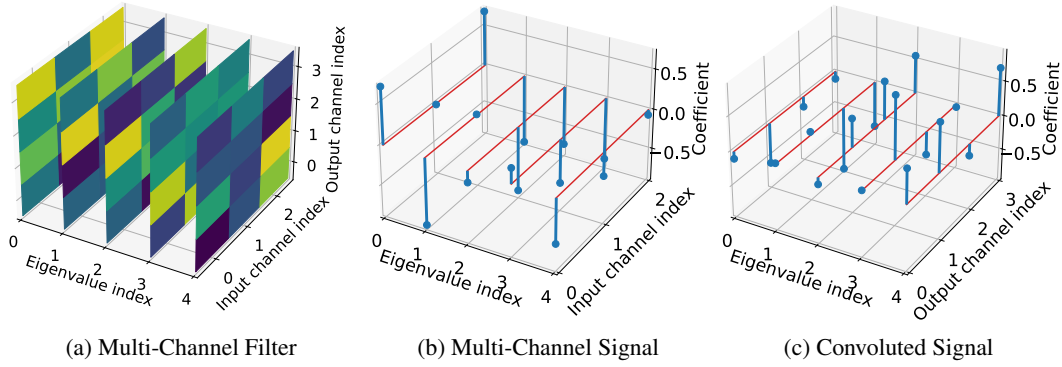 3
2
1
0
Output channel index
0
1
2
3
4
Eigenvalue index
0
1
2
Input channel index
(a) Multi-Channel Filter
0.5
0.0
−0.5
Coefficient
0
1
2
3
4
Eigenvalue index
0
1
2
Input channel index
(b) Multi-Channel Signal
0.5
0.0
−0.5
Coefficient
0
1
2
3
4
Eigenvalue index
0
1
2
3
Output channel index
(c) Convoluted Signal